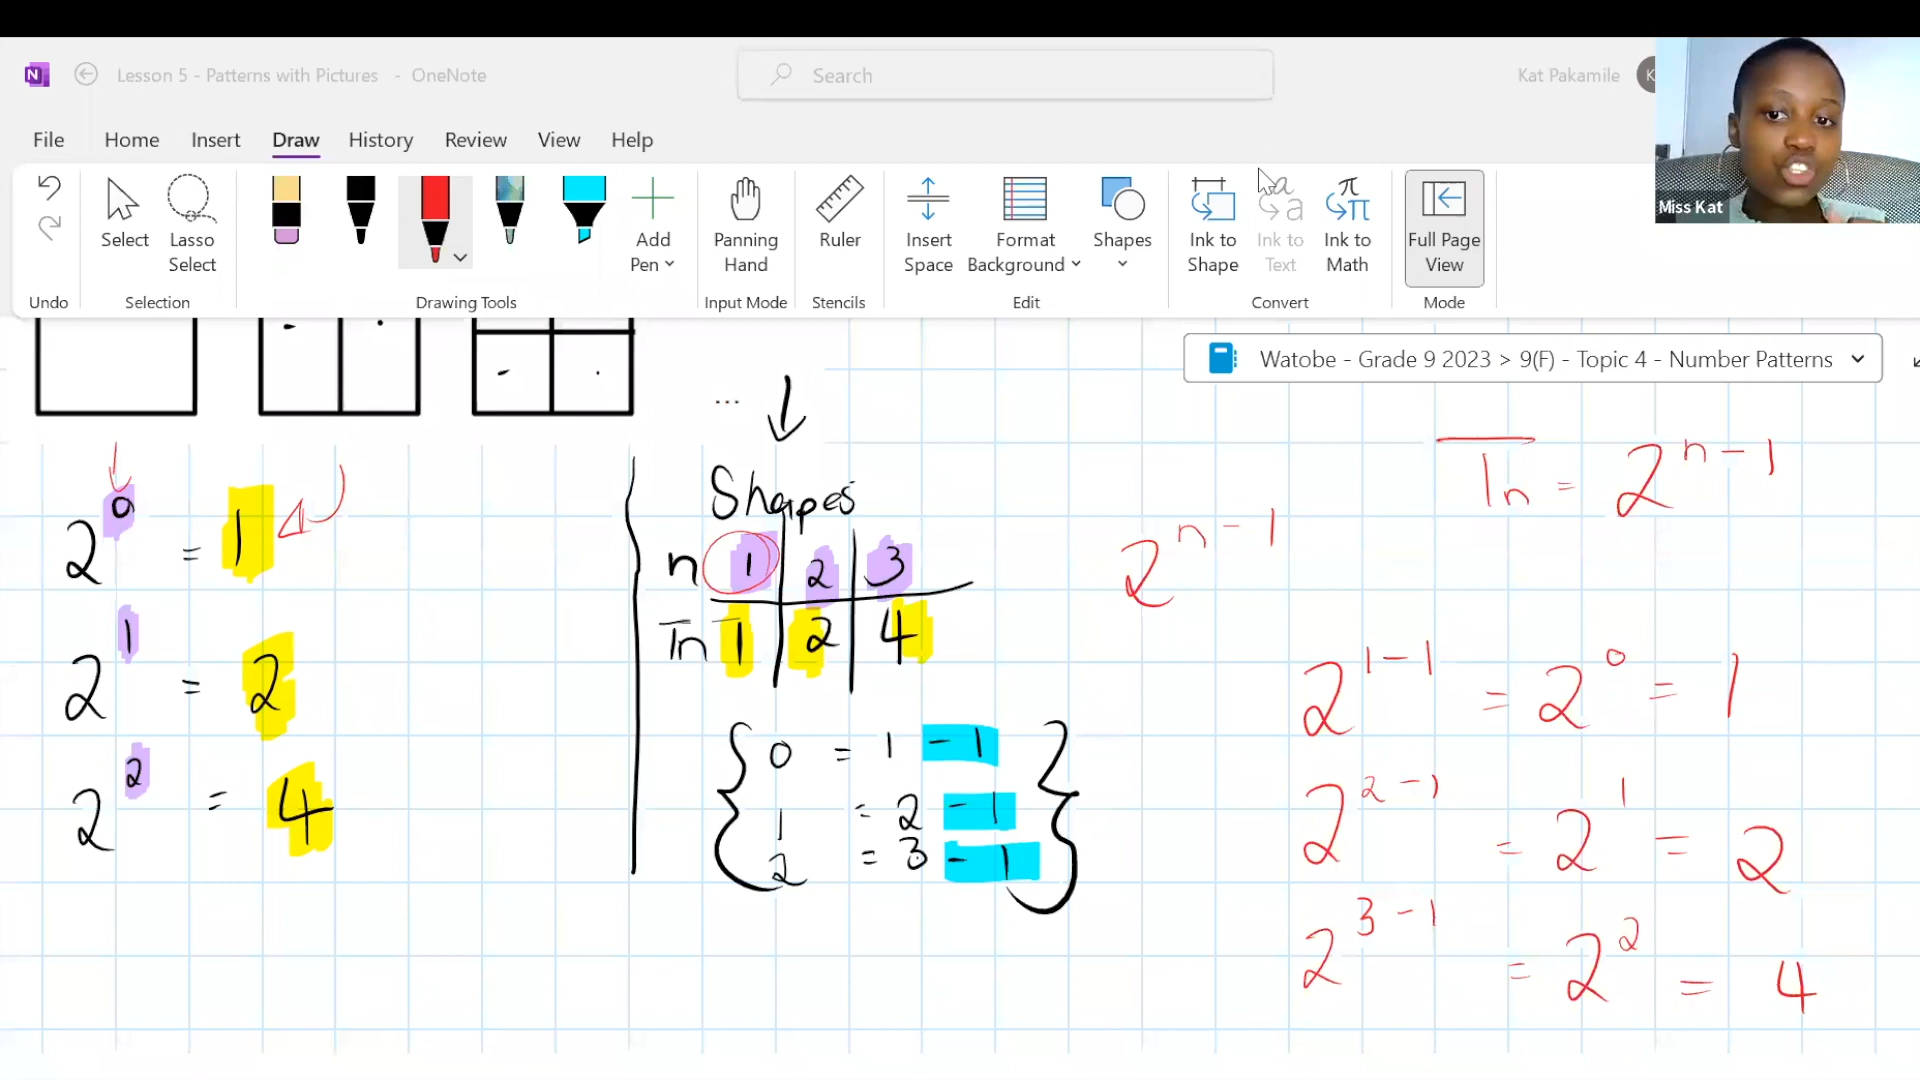 Lesson 5 - Patterns with Pictures - OneNote
Search
Kat Pakamile
K
Miss Kat
File Home Insert Draw History Review View Help
Select
Lasso Select
Add Pen
Panning Hand
Ruler
Insert Space
Format Background
Shapes
Ink to Shape
Ink to Text
Ink to Math
Full Page View
Undo Selection Drawing Tools Input Mode Stencils Edit Convert Mode
Watobe - Grade 9 2023 > 9(F) - Topic 4 - Number Patterns
...
2^0 = 1
2^1 = 2
2^2 = 4
Shapes
n 1 2 3
Tn 1 2 4
0 = 1 - 1
1 = 2 - 1
2 = 3 - 1
Tn = 2^n-1
2^n-1
2^1-1 = 2^0 = 1
2^2-1 = 2^1 = 2
2^3-1 = 2^2 = 4